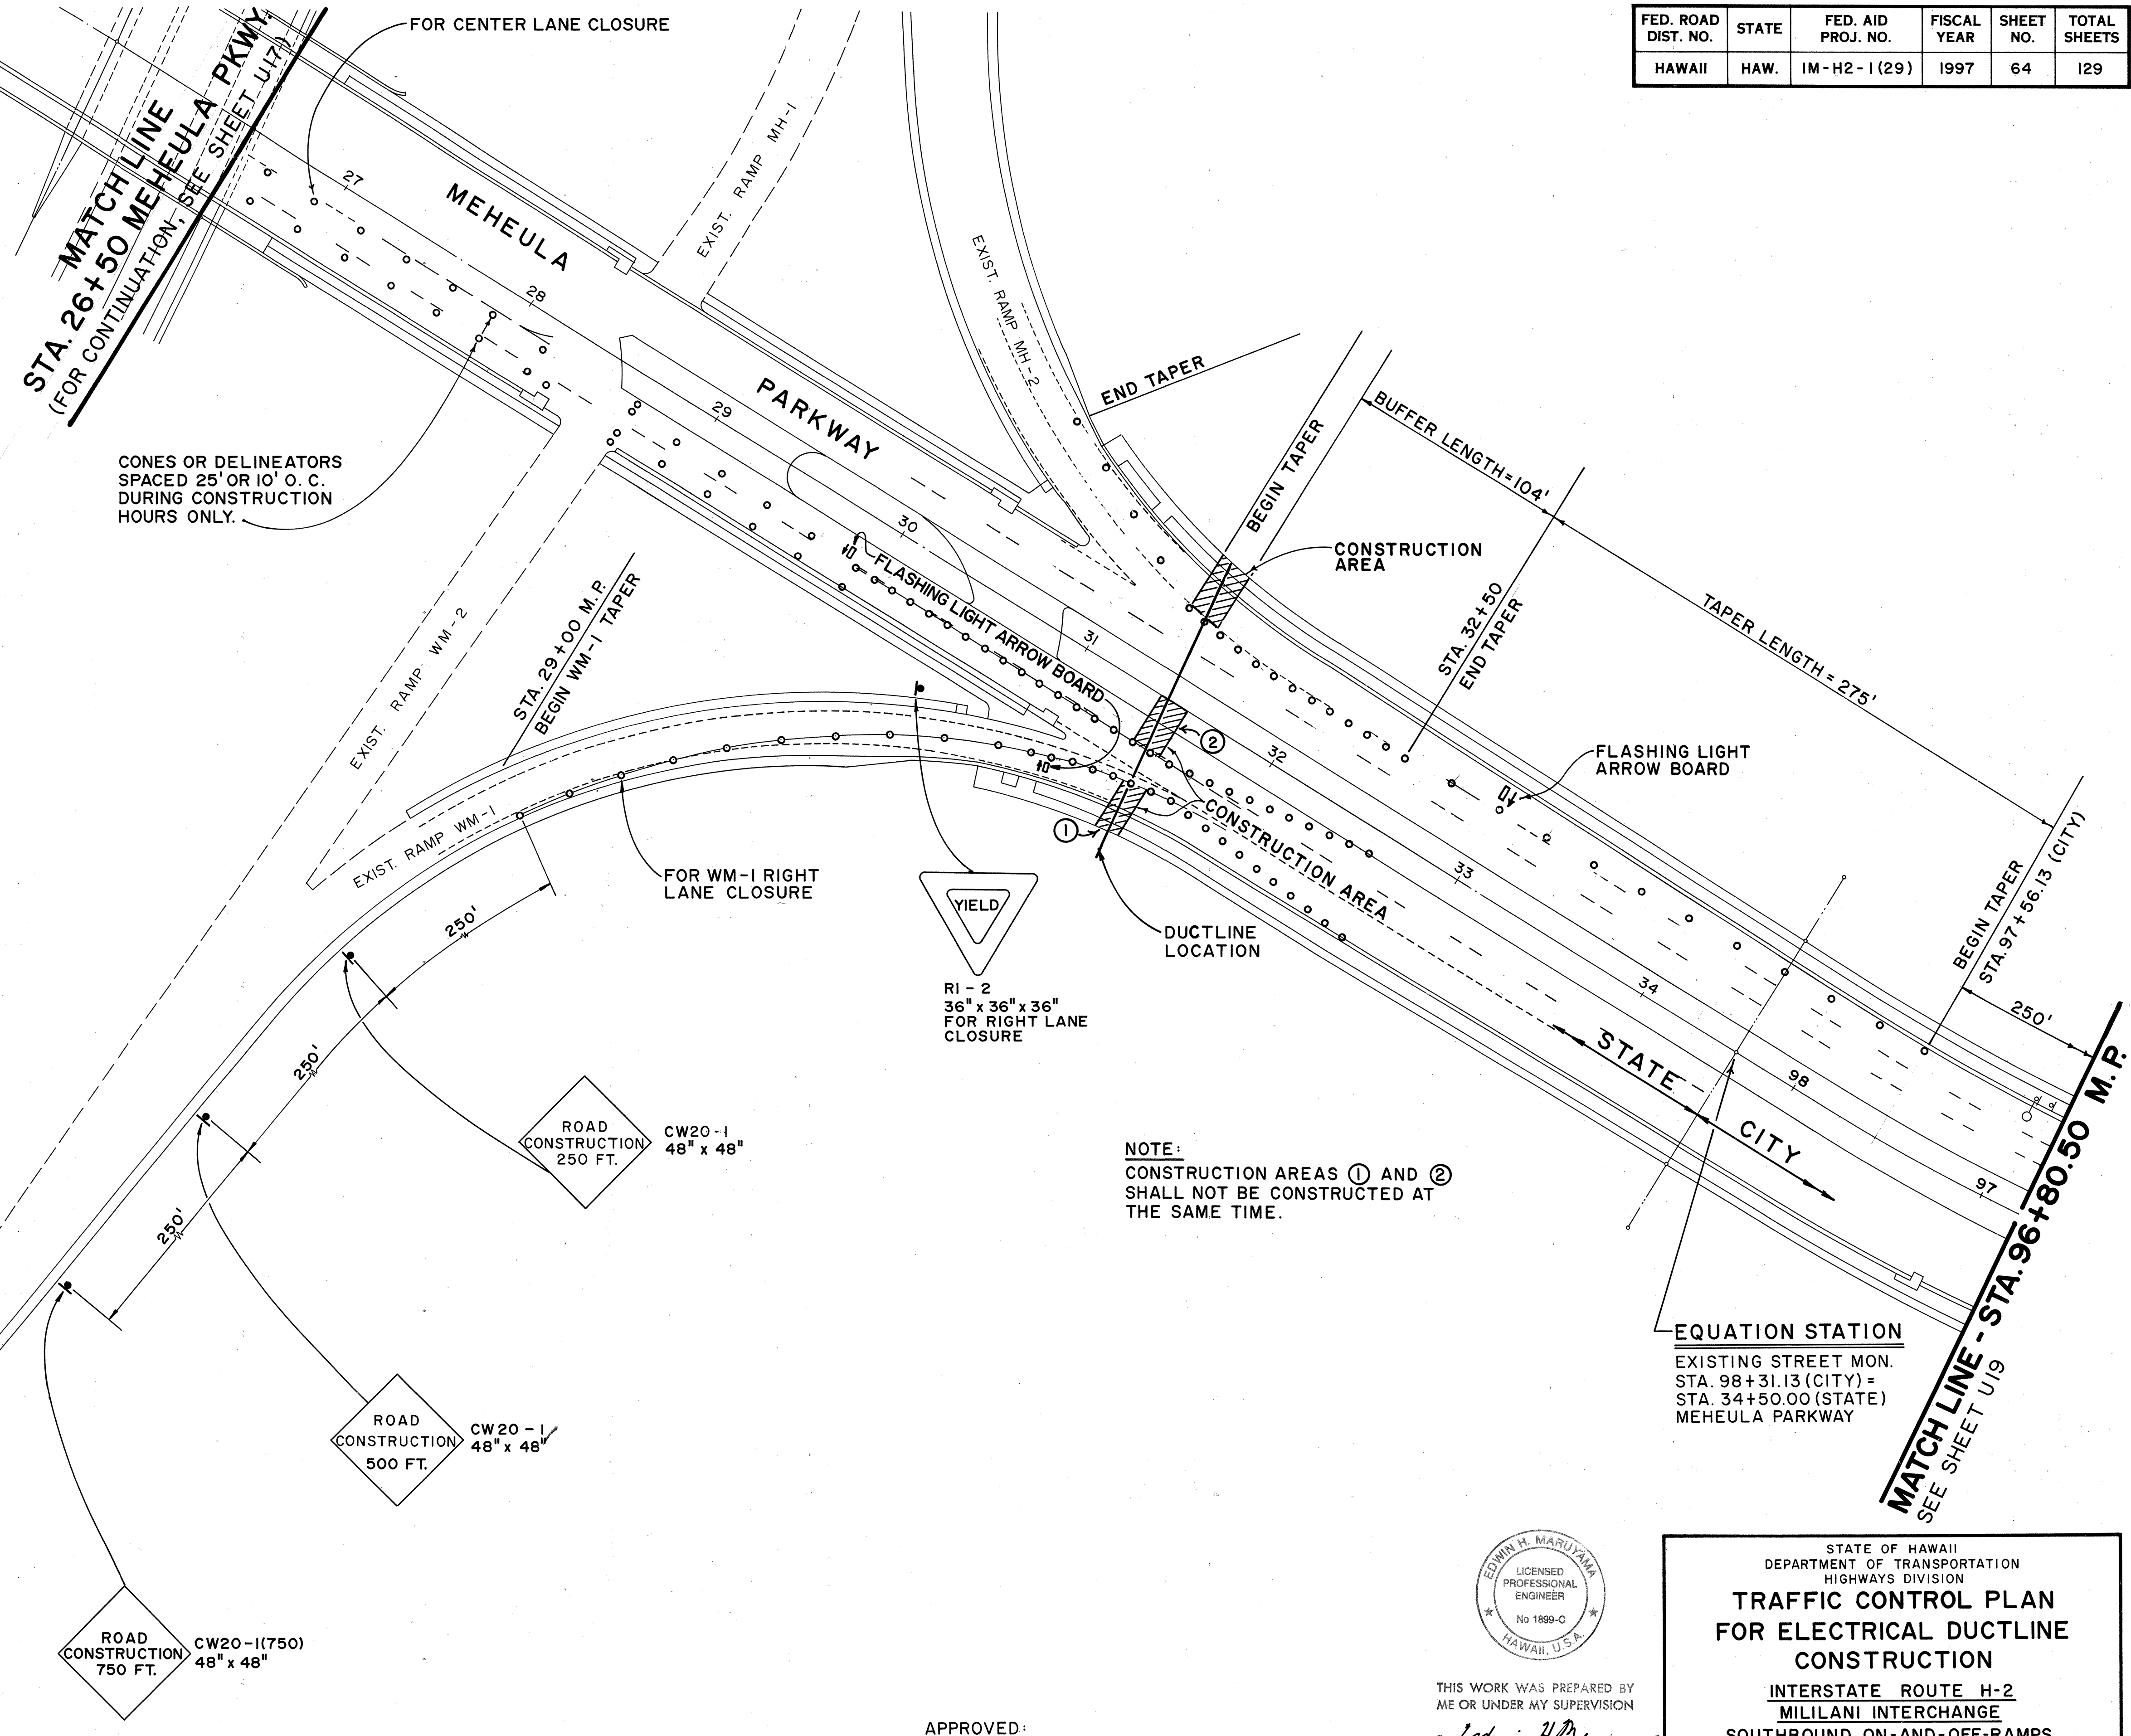 FED. ROAD DIST. NO.
STATE
FED. AID PROJ. NO.
FISCAL YEAR
SHEET NO.
TOTAL SHEETS
HAWAII
HAW.
IM-H2-1(29)
1997
64
129
FOR CENTER LANE CLOSURE
MATCH LINE
STA. 26+50 MEHEULA PKWY.
(FOR CONTINUATION, SEE SHEET U17)
27
MEHEULA
28
EXIST. RAMP MH-1
EXIST. RAMP MH-2
PARKWAY
29
END TAPER
BEGIN TAPER
BUFFER LENGTH=104'
CONES OR DELINEATORS
SPACED 25' OR 10' O. C.
DURING CONSTRUCTION
HOURS ONLY.
30
FLASHING LIGHT ARROW BOARD
CONSTRUCTION
AREA
STA. 32+50
END TAPER
TAPER LENGTH = 275'
EXIST. RAMP WM-2
STA. 29+00 M. P.
BEGIN WM-1 TAPER
31
2
32
FLASHING LIGHT
ARROW BOARD
EXIST. RAMP WM-1
1
CONSTRUCTION AREA
33
FOR WM-1 RIGHT
LANE CLOSURE
YIELD
R1-2
36" x 36" x 36"
FOR RIGHT LANE
CLOSURE
DUCTLINE
LOCATION
BEGIN TAPER
STA. 97+56.13 (CITY)
34
250'
250'
250'
250'
STATE
98
CITY
97
ROAD
CONSTRUCTION
250 FT.
CW20-1
48" x 48"
NOTE:
CONSTRUCTION AREAS ① AND ②
SHALL NOT BE CONSTRUCTED AT
THE SAME TIME.
MATCH LINE - STA. 96+80.50 M. P.
SEE SHEET U19
EQUATION STATION
EXISTING STREET MON.
STA. 98+31.13 (CITY) =
STA. 34+50.00 (STATE)
MEHEULA PARKWAY
ROAD
CONSTRUCTION
500 FT.
CW20-1
48" x 48"
ROAD
CONSTRUCTION
750 FT.
CW20-1(750)
48" x 48"
EDWIN H. MARUYAMA
LICENSED
PROFESSIONAL
ENGINEER
No 1899-C
HAWAII, U.S.A.
THIS WORK WAS PREPARED BY
ME OR UNDER MY SUPERVISION
APPROVED:
STATE OF HAWAII
DEPARTMENT OF TRANSPORTATION
HIGHWAYS DIVISION
TRAFFIC CONTROL PLAN
FOR ELECTRICAL DUCTLINE
CONSTRUCTION
INTERSTATE ROUTE H-2
MILILANI INTERCHANGE
SOUTHBOUND ON-AND-OFF-RAMPS